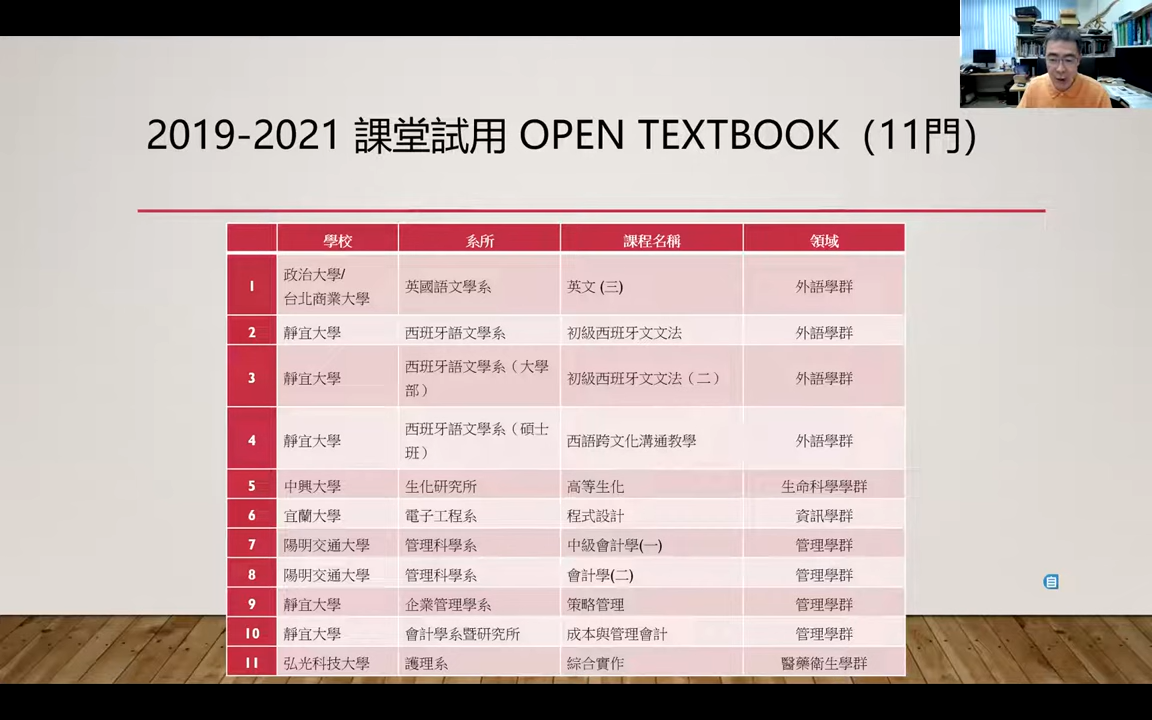 2019-2021 課堂試用 OPEN TEXTBOOK（11門）
學校 系所 課程名稱 領域
1 政治大學/台北商業大學 英國語文學系 英文 (三) 外語學群
2 靜宜大學 西班牙語文學系 初級西班牙文文法 外語學群
3 靜宜大學 西班牙語文學系（大學部） 初級西班牙文文法（二） 外語學群
4 靜宜大學 西班牙語文學系（碩士班） 西語跨文化溝通教學 外語學群
5 中興大學 生化研究所 高等生化 生命科學學群
6 宜蘭大學 電子工程系 程式設計 資訊學群
7 陽明交通大學 管理科學系 中級會計學(一) 管理學群
8 陽明交通大學 管理科學系 會計學(二) 管理學群
9 靜宜大學 企業管理學系 策略管理 管理學群
10 靜宜大學 會計學系暨研究所 成本與管理會計 管理學群
11 弘光科技大學 護理系 綜合實作 醫藥衛生學群